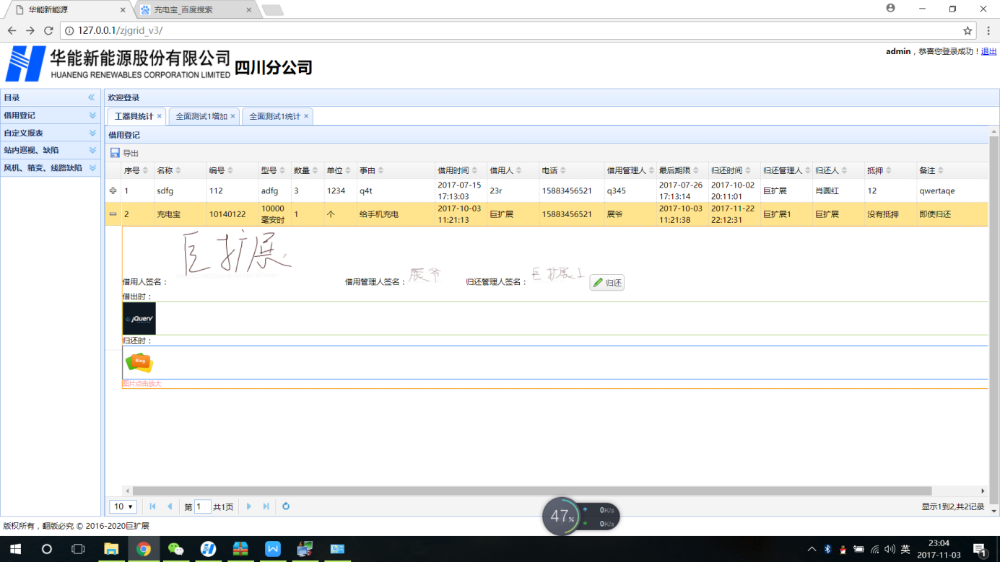 华能新能源
充电宝_百度搜索
127.0.0.1/zjgrid_v3/
华能新能源股份有限公司
HUANENG RENEWABLES CORPORATION LIMITED
四川分公司
admin，恭喜您登录成功！退出
目录
借用登记
自定义报表
站内巡视、缺陷
风机、箱变、线路缺陷
欢迎登录
工器具统计 全面测试1增加 全面测试1统计
借用登记
导出
序号 名称 编号 型号 数量 单位 事由 借用时间 借用人 电话 借用管理人 最后期限 归还时间 归还管理人 归还人 抵押 备注
1 sdfg 112 adfg 3 1234 q4t 2017-07-15 17:13:03 23r 15883456521 q345 2017-07-26 17:13:14 2017-10-02 20:11:01 巨扩展 肖圆红 12 qwertaqe
2 充电宝 10140122 10000毫安时 1 个 给手机充电 2017-10-03 11:21:13 巨扩展 15883456521 展爷 2017-10-03 11:21:38 2017-11-22 22:12:31 巨扩展1 巨扩展 没有抵押 即使归还
借用人签名： 巨扩展 借用管理人签名： 展爷 归还管理人签名： 巨扩展1 归还
借出时：
jQuery
归还时：
Bing
图片点击放大
10 第 1 共1页
显示1到2,共2记录
47%
0K/s
0K/s
版权所有，翻版必究 © 2016-2020巨扩展
英
23:04
2017-11-03
1